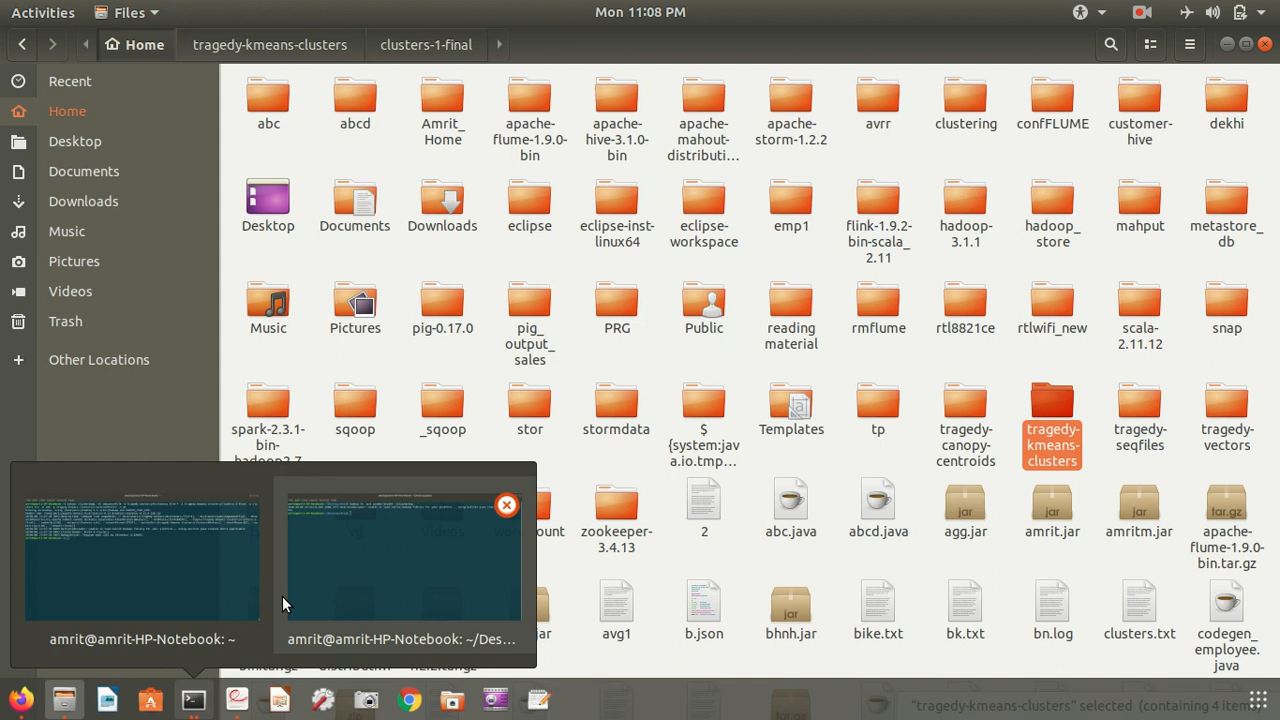 Activities
Files
Mon 11:08 PM
Home
tragedy-kmeans-clusters
clusters-1-final
Recent
Home
Desktop
Documents
Downloads
Music
Pictures
Videos
Trash
Other Locations
abc
abcd
Amrit_
Home
apache-
flume-1.9.0-
bin
apache-
hive-3.1.0-
bin
apache-
mahout-
distributi…
apache-
storm-1.2.2
avrr
clustering
confFLUME
customer-
hive
dekhi
Desktop
Documents
Downloads
eclipse
eclipse-inst-
linux64
eclipse-
workspace
emp1
flink-1.9.2-
bin-scala_
2.11
hadoop-
3.1.1
hadoop_
store
mahput
metastore_
db
Music
Pictures
pig-0.17.0
pig_
output_
sales
PRG
Public
reading
material
rmflume
rtl8821ce
rtlwifi_new
scala-
2.11.12
snap
spark-2.3.1-
bin-
hadoop2.7
sqoop
_sqoop
stor
stormdata
$
{system:jav
a.io.tmp…
Templates
tp
tragedy-
canopy-
centroids
tragedy-
kmeans-
clusters
tragedy-
seqfiles
tragedy-
vectors
zookeeper-
3.4.13
2
abc.java
abcd.java
agg.jar
amrit.jar
amritm.jar
apache-
flume-1.9.0-
bin.tar.gz
avg1
b.json
bhnh.jar
bike.txt
bk.txt
bn.log
clusters.txt
codegen_
employee.
java
amrit@amrit-HP-Notebook: ~
amrit@amrit-HP-Notebook: ~/Des…
"tragedy-kmeans-clusters" selected (containing 4 items)